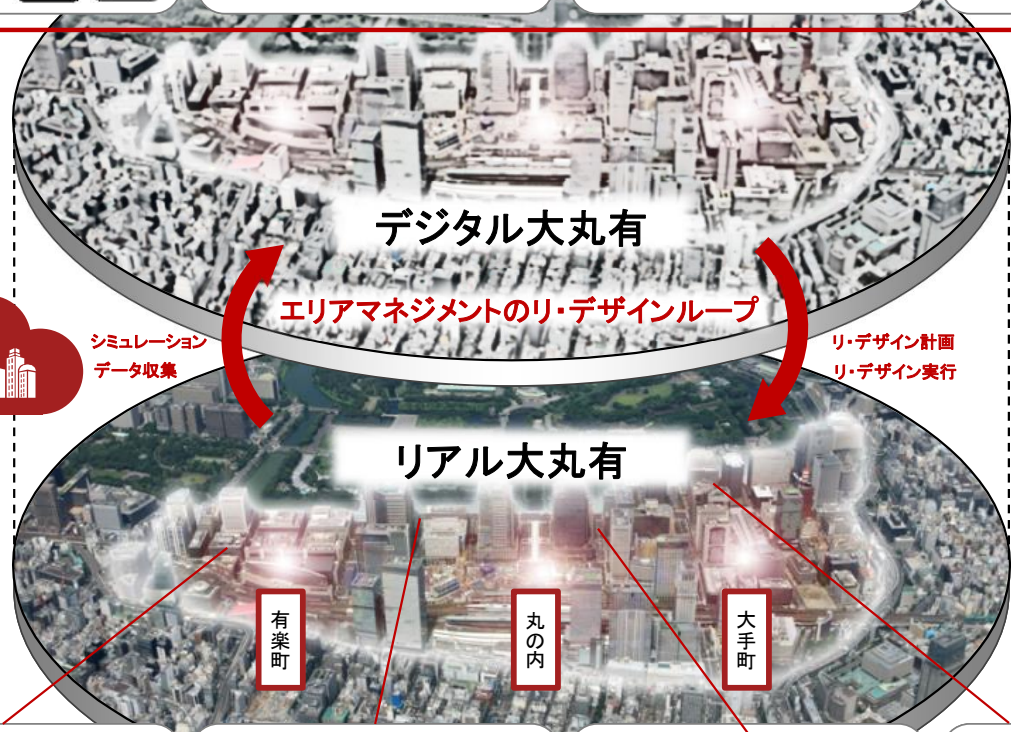 デジタル大丸有
エリアマネジメントのリ・デザインループ
シミュレーション
データ収集
リ・デザイン計画
リ・デザイン実行
リアル大丸有
有楽町
丸の内
大手町